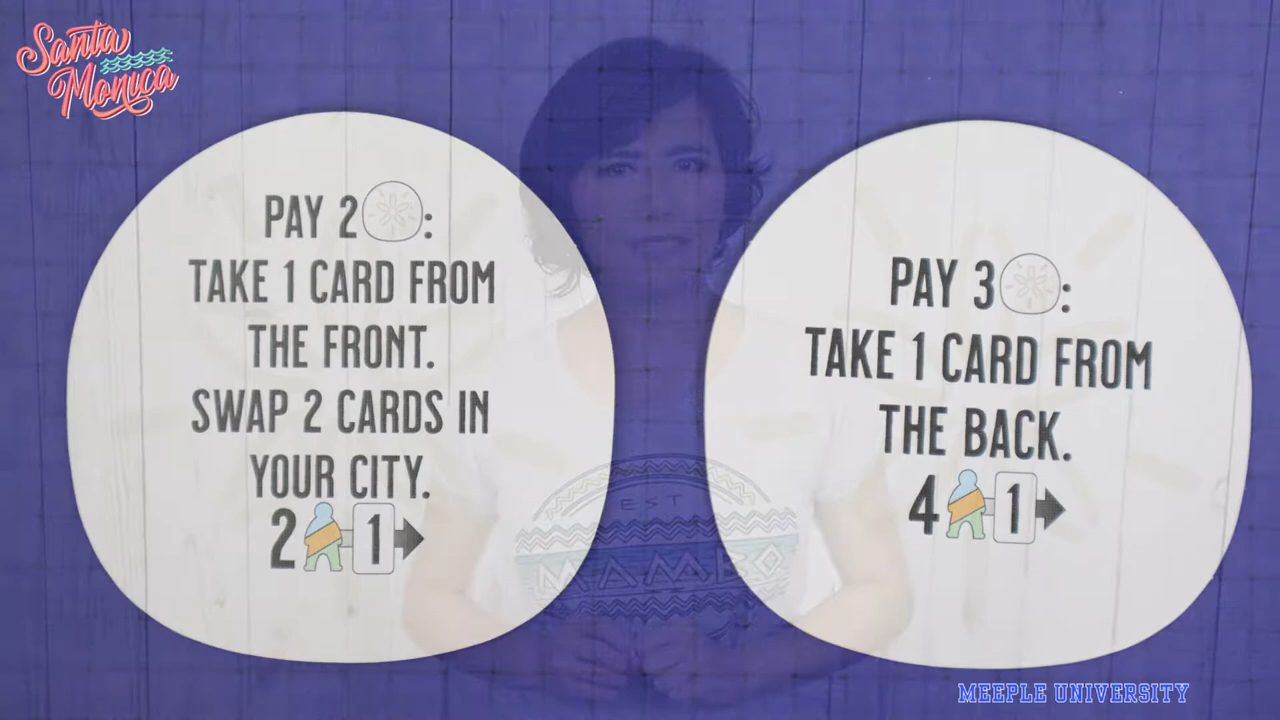 Santa
Monica
PAY 2 :
TAKE 1 CARD FROM
THE FRONT.
SWAP 2 CARDS IN
YOUR CITY.
2 1
PAY 3 :
TAKE 1 CARD FROM
THE BACK.
4 1
EST
MAMBO
MEEPLE UNIVERSITY